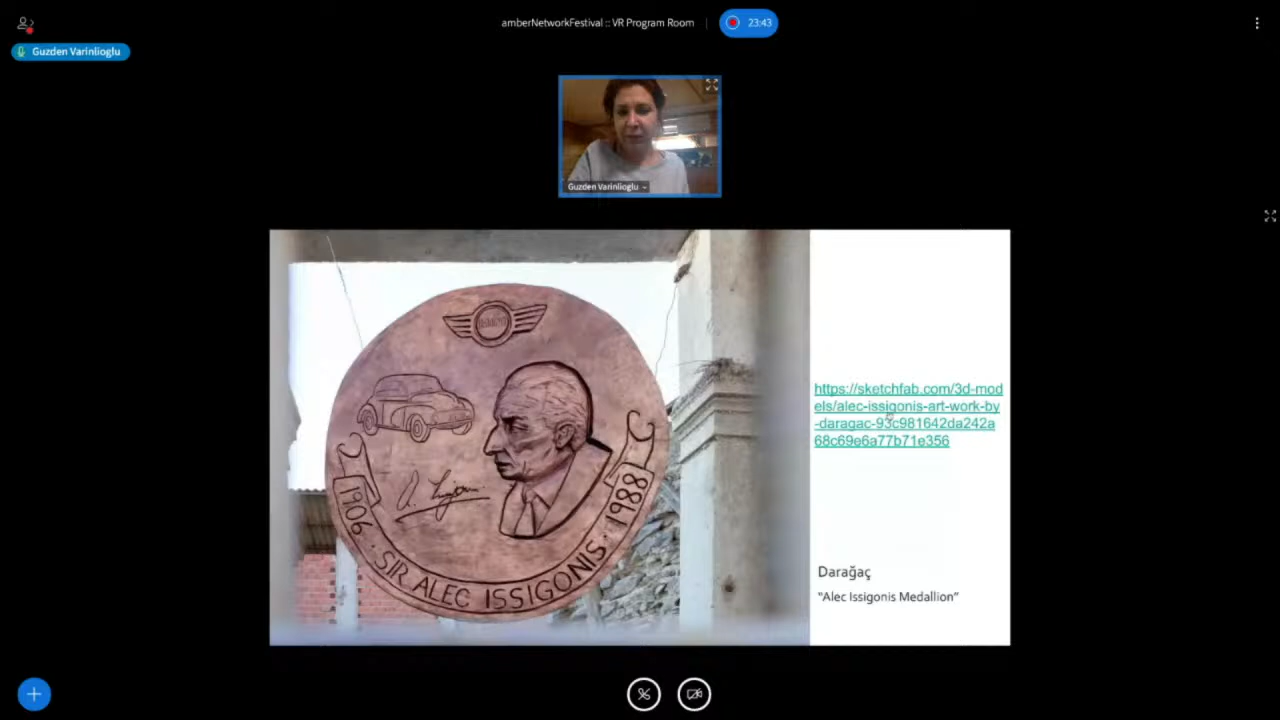 amberNetworkFestival :: VR Program Room
23:43
Guzden Varinlioglu
Guzden Varinlioglu
https://sketchfab.com/3d-mod
els/alec-issigonis-art-work-by
-daragac-93c981642da242a
68c69e6a77b71e356
1906 · SIR ALEC ISSIGONIS · 1988
Darağaç
"Alec Issigonis Medallion"